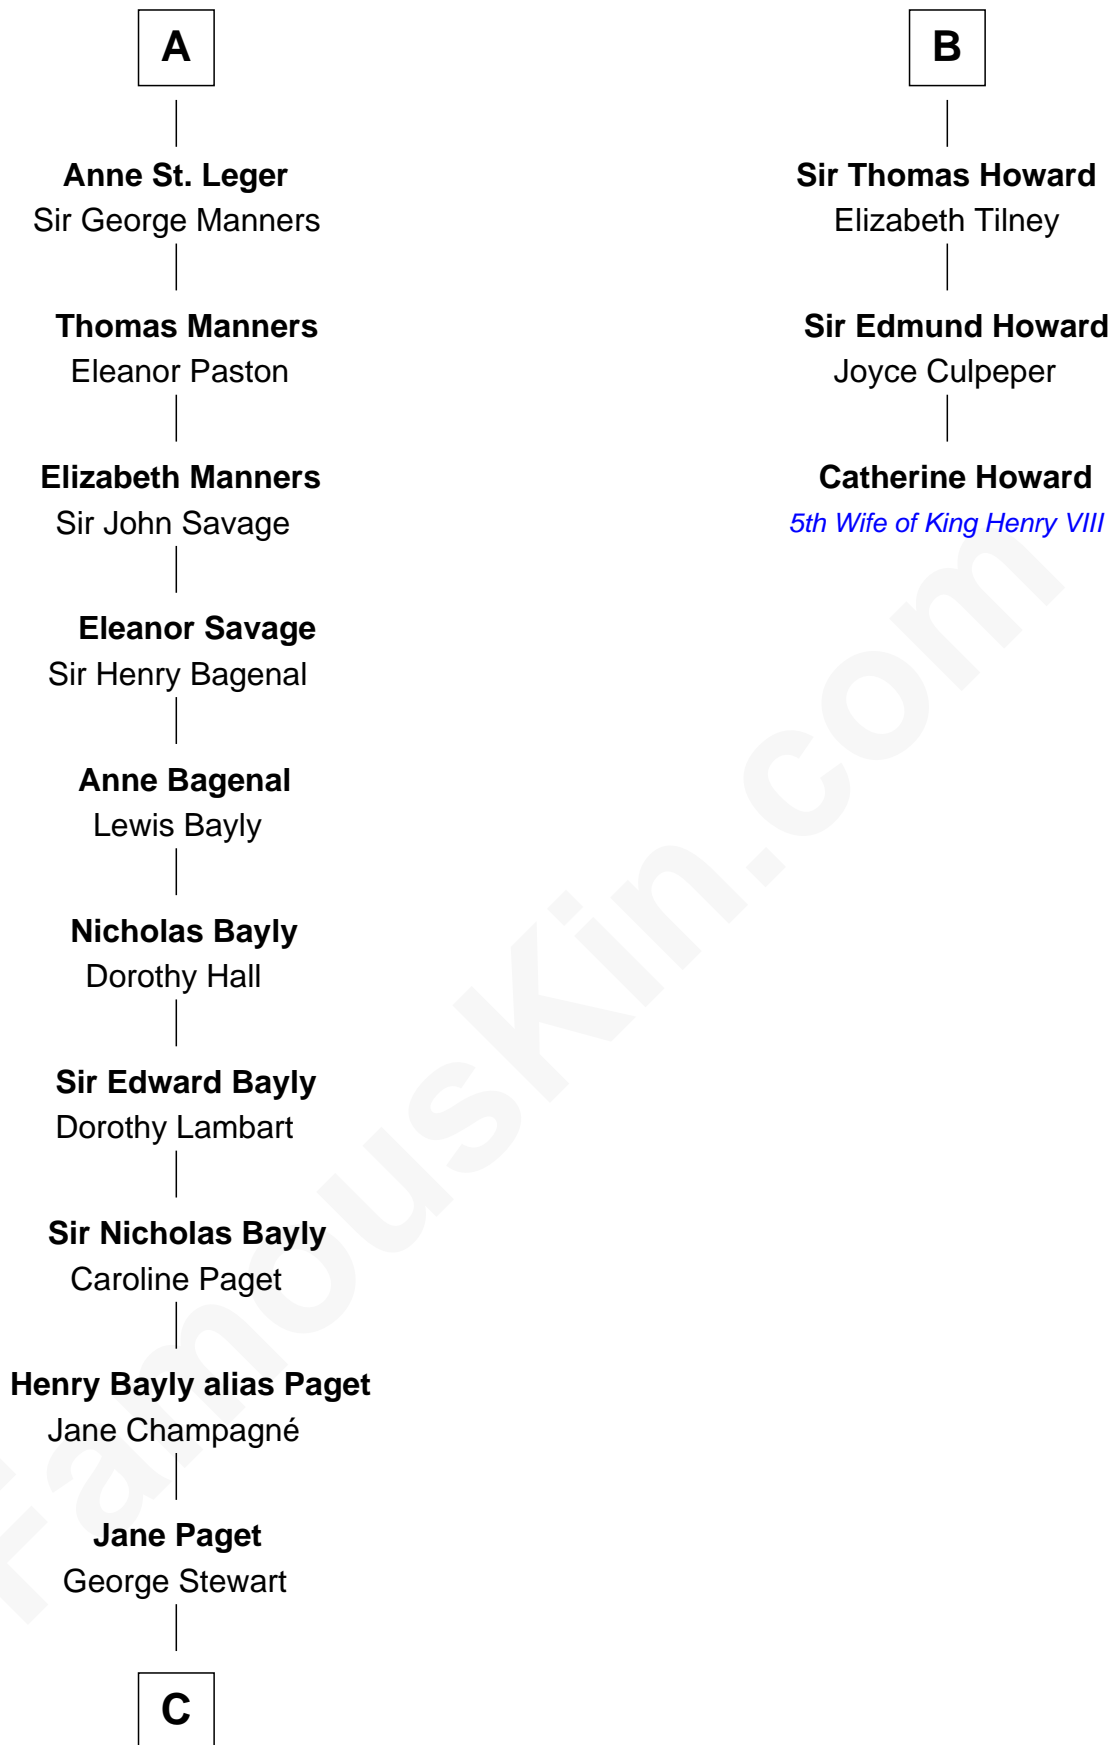 A
Anne St. Leger
Sir George Manners
Thomas Manners
Eleanor Paston
Elizabeth Manners
Sir John Savage
Eleanor Savage
Sir Henry Bagenal
Anne Bagenal
Lewis Bayly
Nicholas Bayly
Dorothy Hall
Sir Edward Bayly
Dorothy Lambart
Sir Nicholas Bayly
Caroline Paget
Henry Bayly alias Paget
Jane Champagné
Jane Paget
George Stewart
C
B
Sir Thomas Howard
Elizabeth Tilney
Sir Edmund Howard
Joyce Culpeper
Catherine Howard
5th Wife of King Henry VIII
FamousKin.com